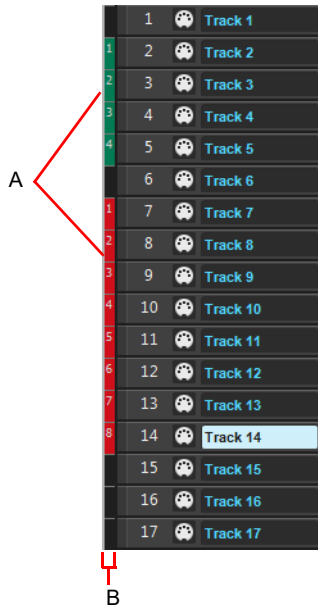 1 Track 1
1 2 Track 2
2 3 Track 3
3 4 Track 4
4 5 Track 5
6 Track 6
1 7 Track 7
2 8 Track 8
3 9 Track 9
4 10 Track 10
5 11 Track 11
6 12 Track 12
7 13 Track 13
8 14 Track 14
15 Track 15
16 Track 16
17 Track 17
A
B